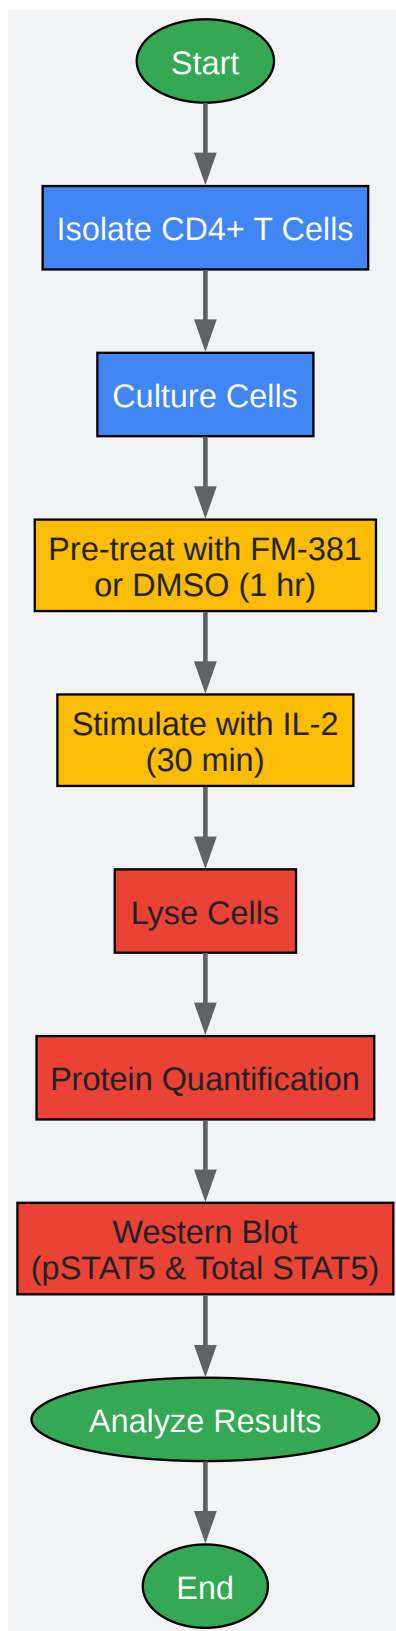 Start
Isolate CD4+ T Cells
Culture Cells
Pre-treat with FM-381
or DMSO (1 hr)
Stimulate with IL-2
(30 min)
Lyse Cells
Protein Quantification
Western Blot
(pSTAT5 & Total STAT5)
Analyze Results
End